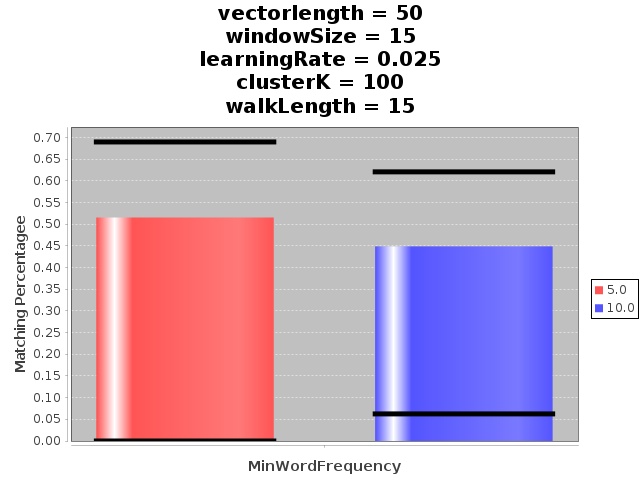 vectorlength = 50
windowSize = 15
learningRate = 0.025
clusterK = 100
walkLength = 15
Matching Percentagee
0.70
0.65
0.60
0.55
0.50
0.45
0.40
0.35
0.30
0.25
0.20
0.15
0.10
0.05
0.00
MinWordFrequency
5.0
10.0